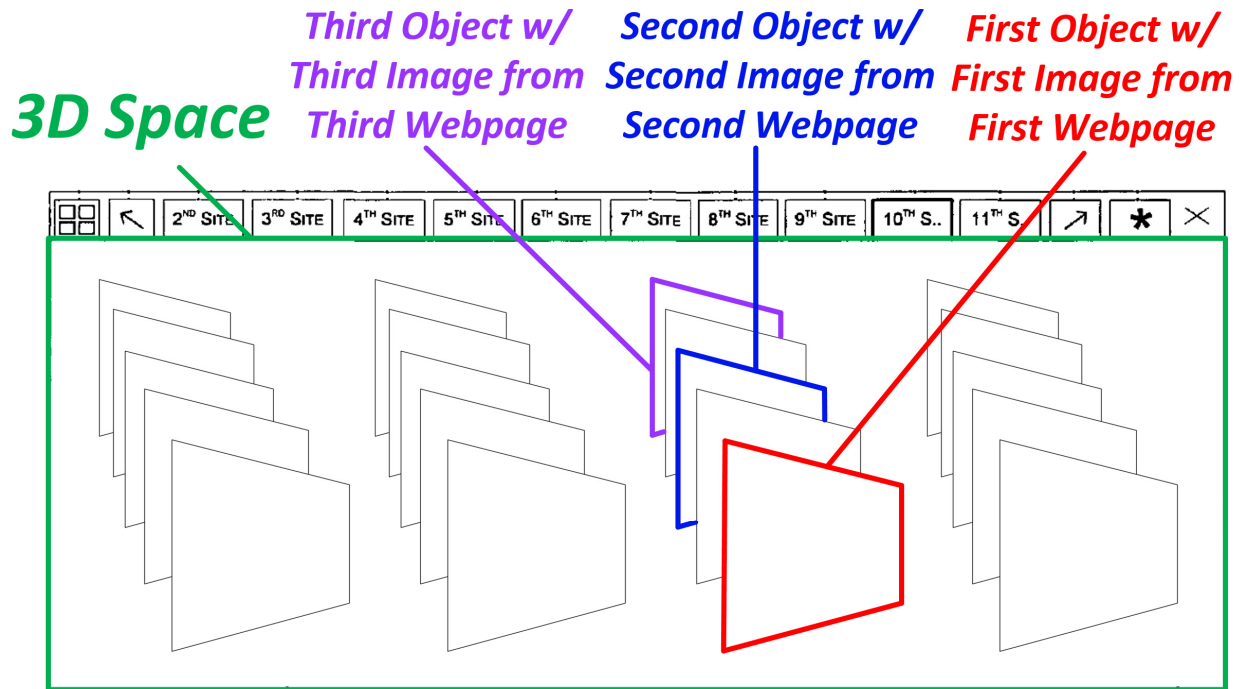 Third Object w/
Third Image from
Third Webpage
Second Object w/
Second Image from
Second Webpage
First Object w/
First Image from
First Webpage
3D Space
2ND SITE 3RD SITE 4TH SITE 5TH SITE 6TH SITE 7TH SITE 8TH SITE 9TH SITE 10TH S.. 11TH S..